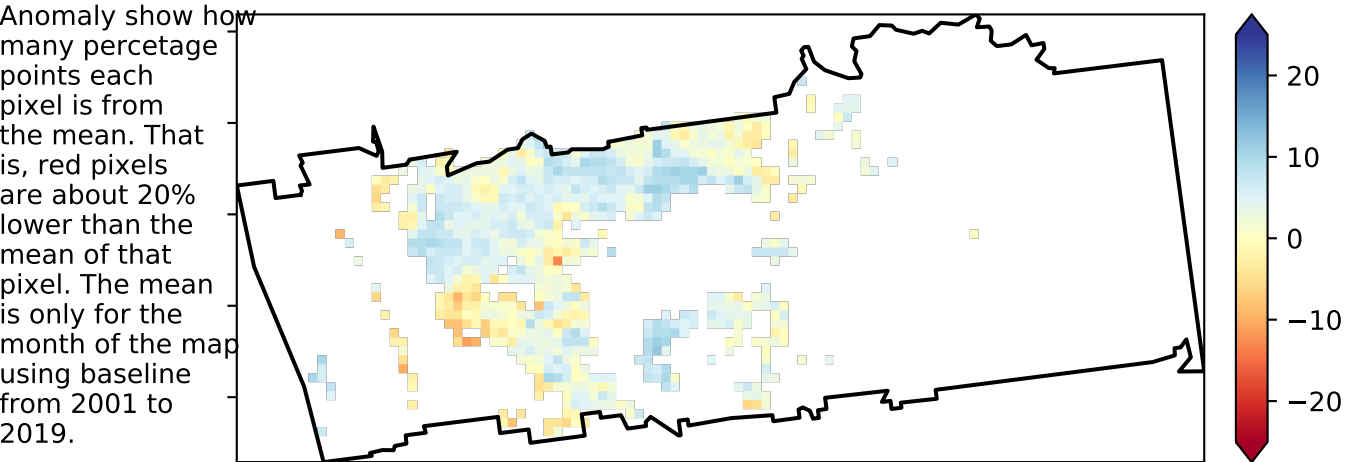 Anomaly show how
many percetage
points each
pixel is from
the mean. That
is, red pixels
are about 20%
lower than the
mean of that
pixel. The mean
is only for the
month of the map
using baseline
from 2001 to
2019.
20
10
0
−10
−20